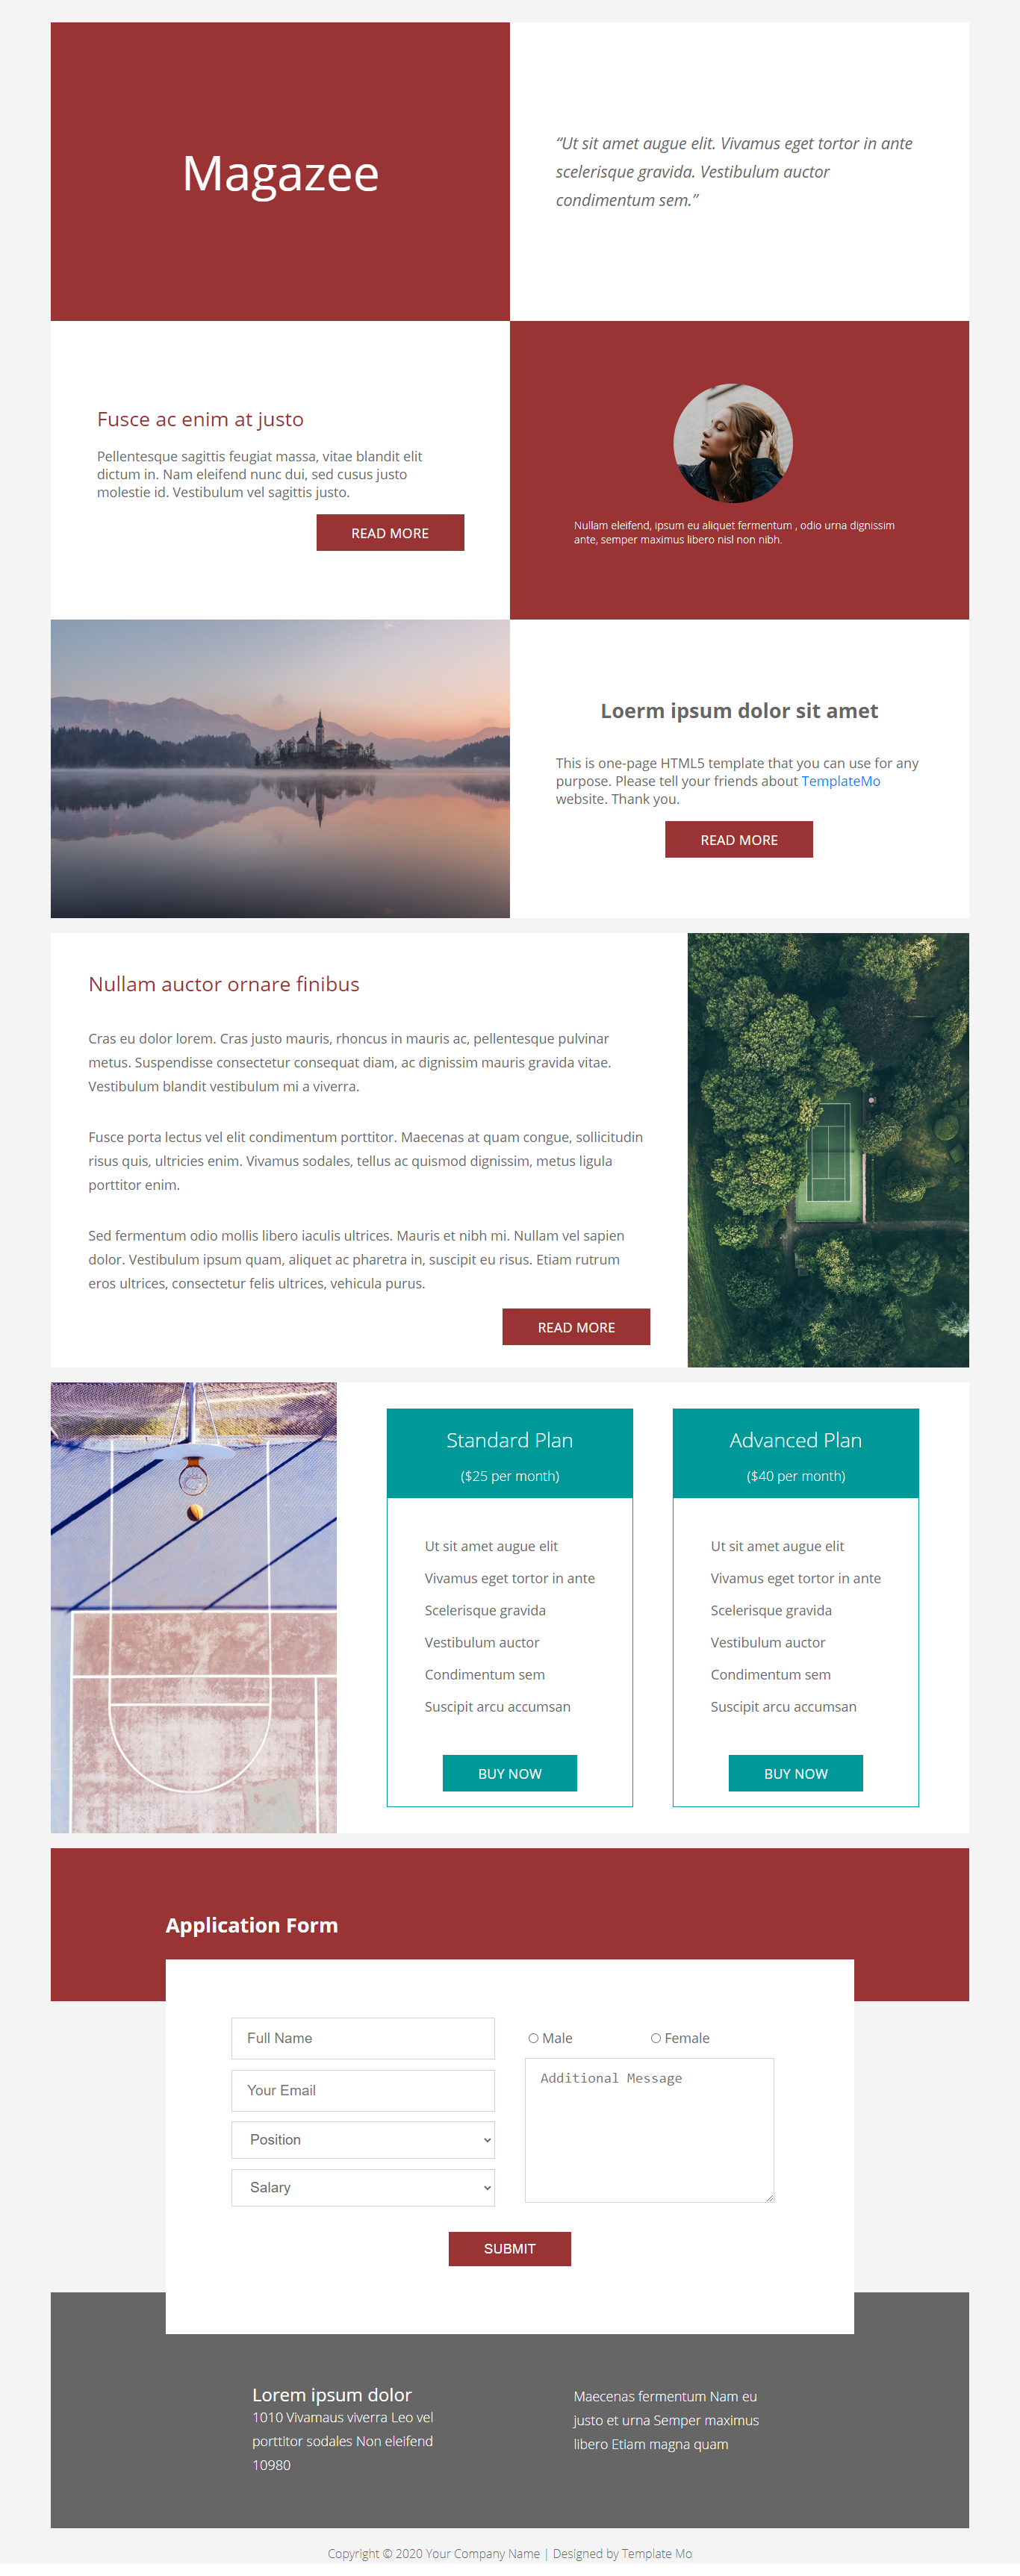 Magazee
“Ut sit amet augue elit. Vivamus eget tortor in ante
scelerisque gravida. Vestibulum auctor
condimentum sem.”
Fusce ac enim at justo
Pellentesque sagittis feugiat massa, vitae blandit elit
dictum in. Nam eleifend nunc dui, sed cusus justo
molestie id. Vestibulum vel sagittis justo.
READ MORE
Nullam eleifend, ipsum eu aliquet fermentum , odio urna dignissim
ante, semper maximus libero nisl non nibh.
Loerm ipsum dolor sit amet
This is one-page HTML5 template that you can use for any
purpose. Please tell your friends about TemplateMo
website. Thank you.
READ MORE
Nullam auctor ornare finibus
Cras eu dolor lorem. Cras justo mauris, rhoncus in mauris ac, pellentesque pulvinar
metus. Suspendisse consectetur consequat diam, ac dignissim mauris gravida vitae.
Vestibulum blandit vestibulum mi a viverra.
Fusce porta lectus vel elit condimentum porttitor. Maecenas at quam congue, sollicitudin
risus quis, ultricies enim. Vivamus sodales, tellus ac quismod dignissim, metus ligula
porttitor enim.
Sed fermentum odio mollis libero iaculis ultrices. Mauris et nibh mi. Nullam vel sapien
dolor. Vestibulum ipsum quam, aliquet ac pharetra in, suscipit eu risus. Etiam rutrum
eros ultrices, consectetur felis ultrices, vehicula purus.
READ MORE
Standard Plan
($25 per month)
Ut sit amet augue elit
Vivamus eget tortor in ante
Scelerisque gravida
Vestibulum auctor
Condimentum sem
Suscipit arcu accumsan
BUY NOW
Advanced Plan
($40 per month)
Ut sit amet augue elit
Vivamus eget tortor in ante
Scelerisque gravida
Vestibulum auctor
Condimentum sem
Suscipit arcu accumsan
BUY NOW
Application Form
Full Name
Your Email
Position
Salary
Male
Female
Additional Message
SUBMIT
Lorem ipsum dolor
1010 Vivamaus viverra Leo vel
porttitor sodales Non eleifend
10980
Maecenas fermentum Nam eu
justo et urna Semper maximus
libero Etiam magna quam
Copyright © 2020 Your Company Name | Designed by Template Mo